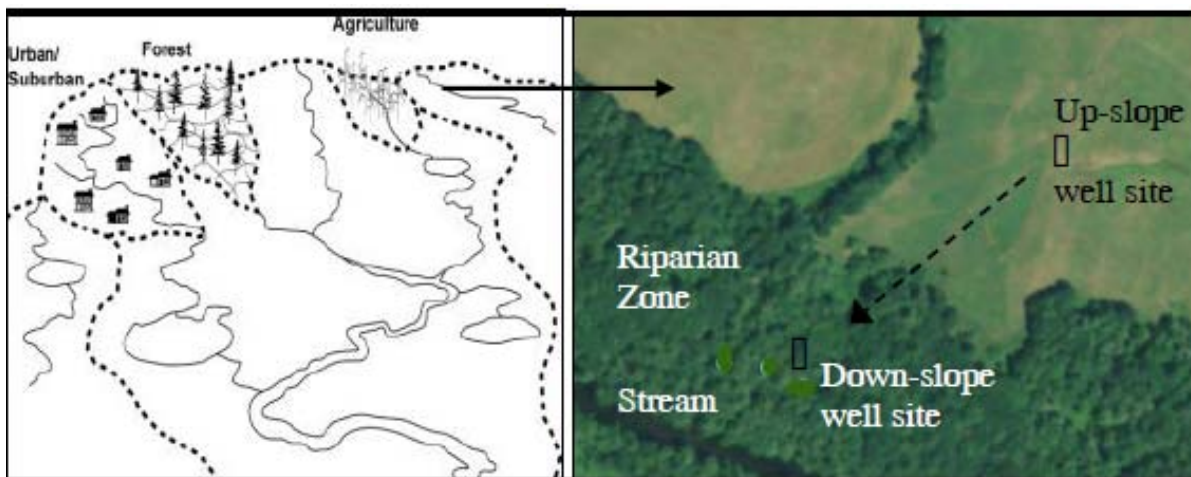 Urban/
Suburban
Forest
Agriculture
Up-slope
well site
Riparian
Zone
Stream
Down-slope
well site